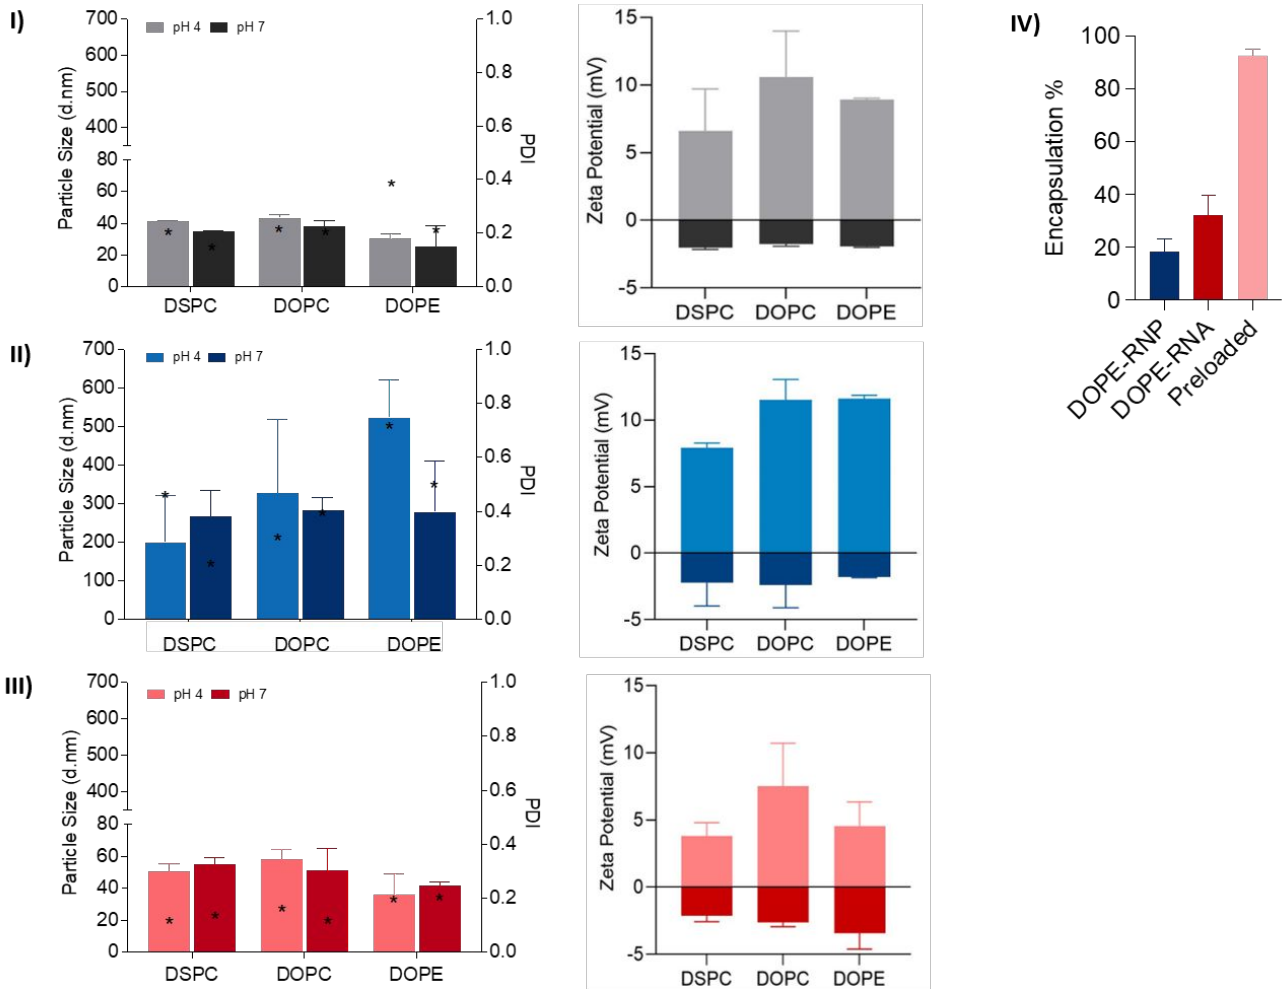 I)
Particle Size (d.nm)
700
600
500
400
80
60
40
20
0
pH 4
pH 7
*
*
*
*
*
*
DSPC
DOPC
DOPE
1.0
0.8
0.6
0.4
0.2
0.0
PDI
Zeta Potential (mV)
15
10
5
0
-5
DSPC
DOPC
DOPE
IV)
Encapsulation %
100
80
60
40
20
0
DOPE-RNP
DOPE-RNA
Preloaded
II)
Particle Size (d.nm)
700
600
500
400
300
200
100
0
pH 4
pH 7
*
*
*
*
*
*
DSPC
DOPC
DOPE
1.0
0.8
0.6
0.4
0.2
0.0
PDI
Zeta Potential (mV)
15
10
5
0
-5
DSPC
DOPC
DOPE
III)
Particle Size (d.nm)
700
600
500
400
80
60
40
20
0
pH 4
pH 7
*
*
*
*
*
*
DSPC
DOPC
DOPE
1.0
0.8
0.6
0.4
0.2
0.0
PDI
Zeta Potential (mV)
15
10
5
0
-5
DSPC
DOPC
DOPE